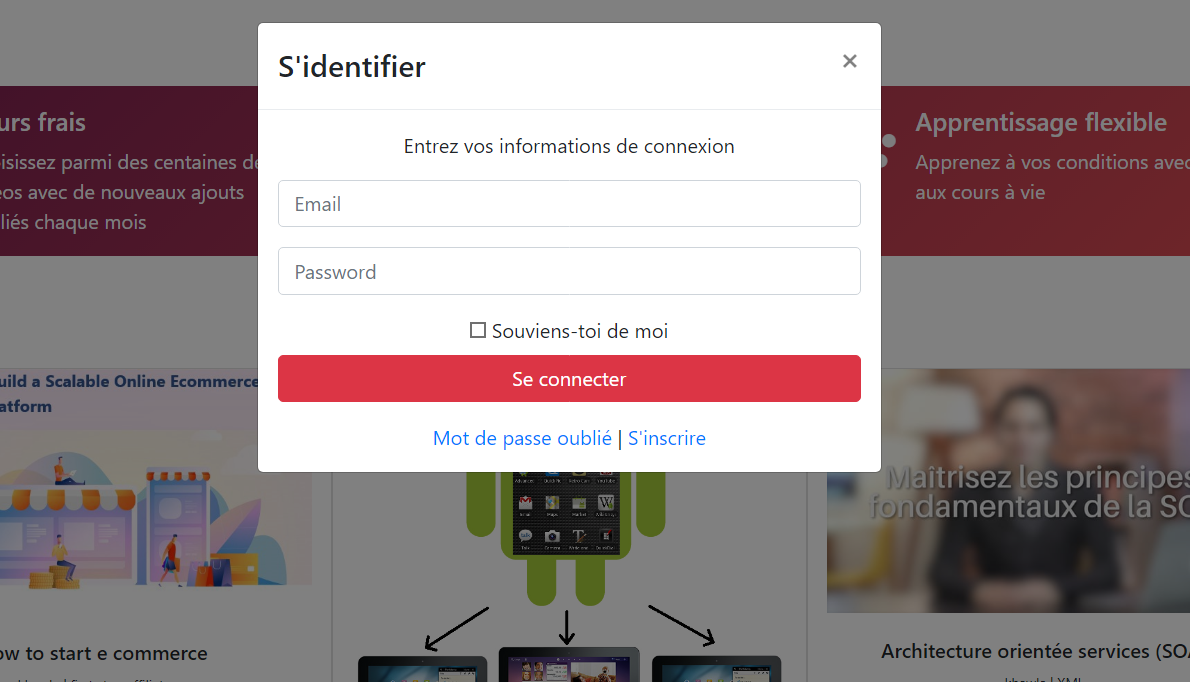 S'identifier
×
Entrez vos informations de connexion
Email
Password
Souviens-toi de moi
Se connecter
Mot de passe oublié | S'inscrire
urs frais
isissez parmi des centaines de
éos avec de nouveaux ajouts
liés chaque mois
Apprentissage flexible
Apprenez à vos conditions avec
aux cours à vie
uild a Scalable Online Ecommerce
atform
ow to start e commerce
Maîtrisez les principes
fondamentaux de la SO
Architecture orientée services (SOA